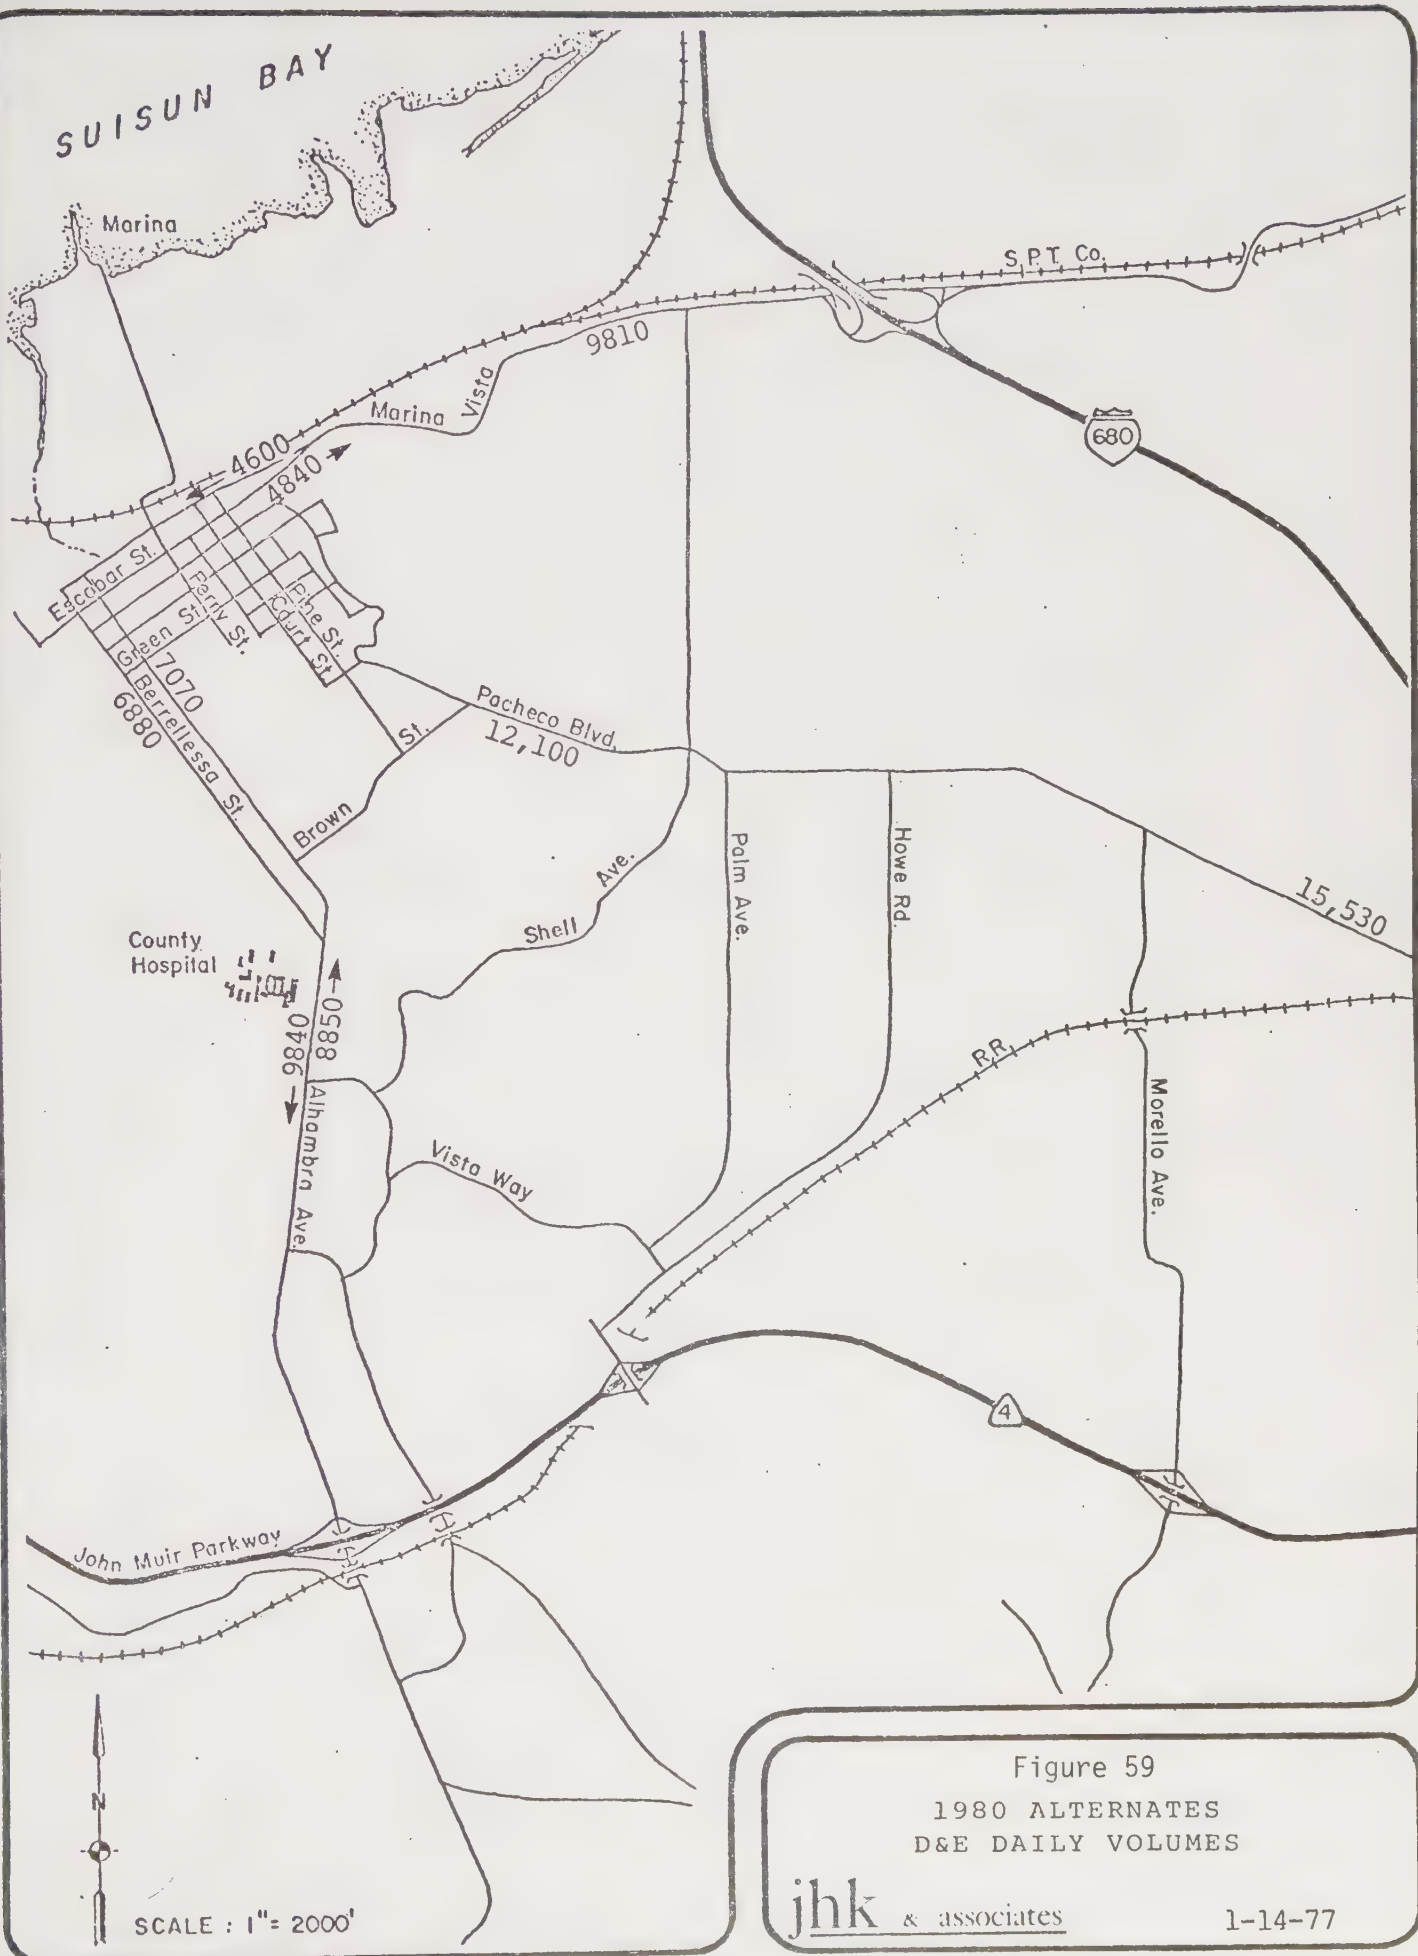 SUISUN BAY
Marina
S.P.T. Co.
9810
Marina Vista
680
4600
4840
Escobar St.
Ferry St.
Pine St.
Court St.
Green St.
7070
Berrellessa St.
6880
Pacheco Blvd.
12,100
Brown St.
Shell Ave.
Palm Ave.
Howe Rd.
15,530
County
Hospital
8850
9840
R.R.
Alhambra Ave.
Vista Way
Morello Ave.
4
John Muir Parkway
N
SCALE : 1"= 2000'
Figure 59
1980 ALTERNATES
D&E DAILY VOLUMES
jhk & associates
1-14-77